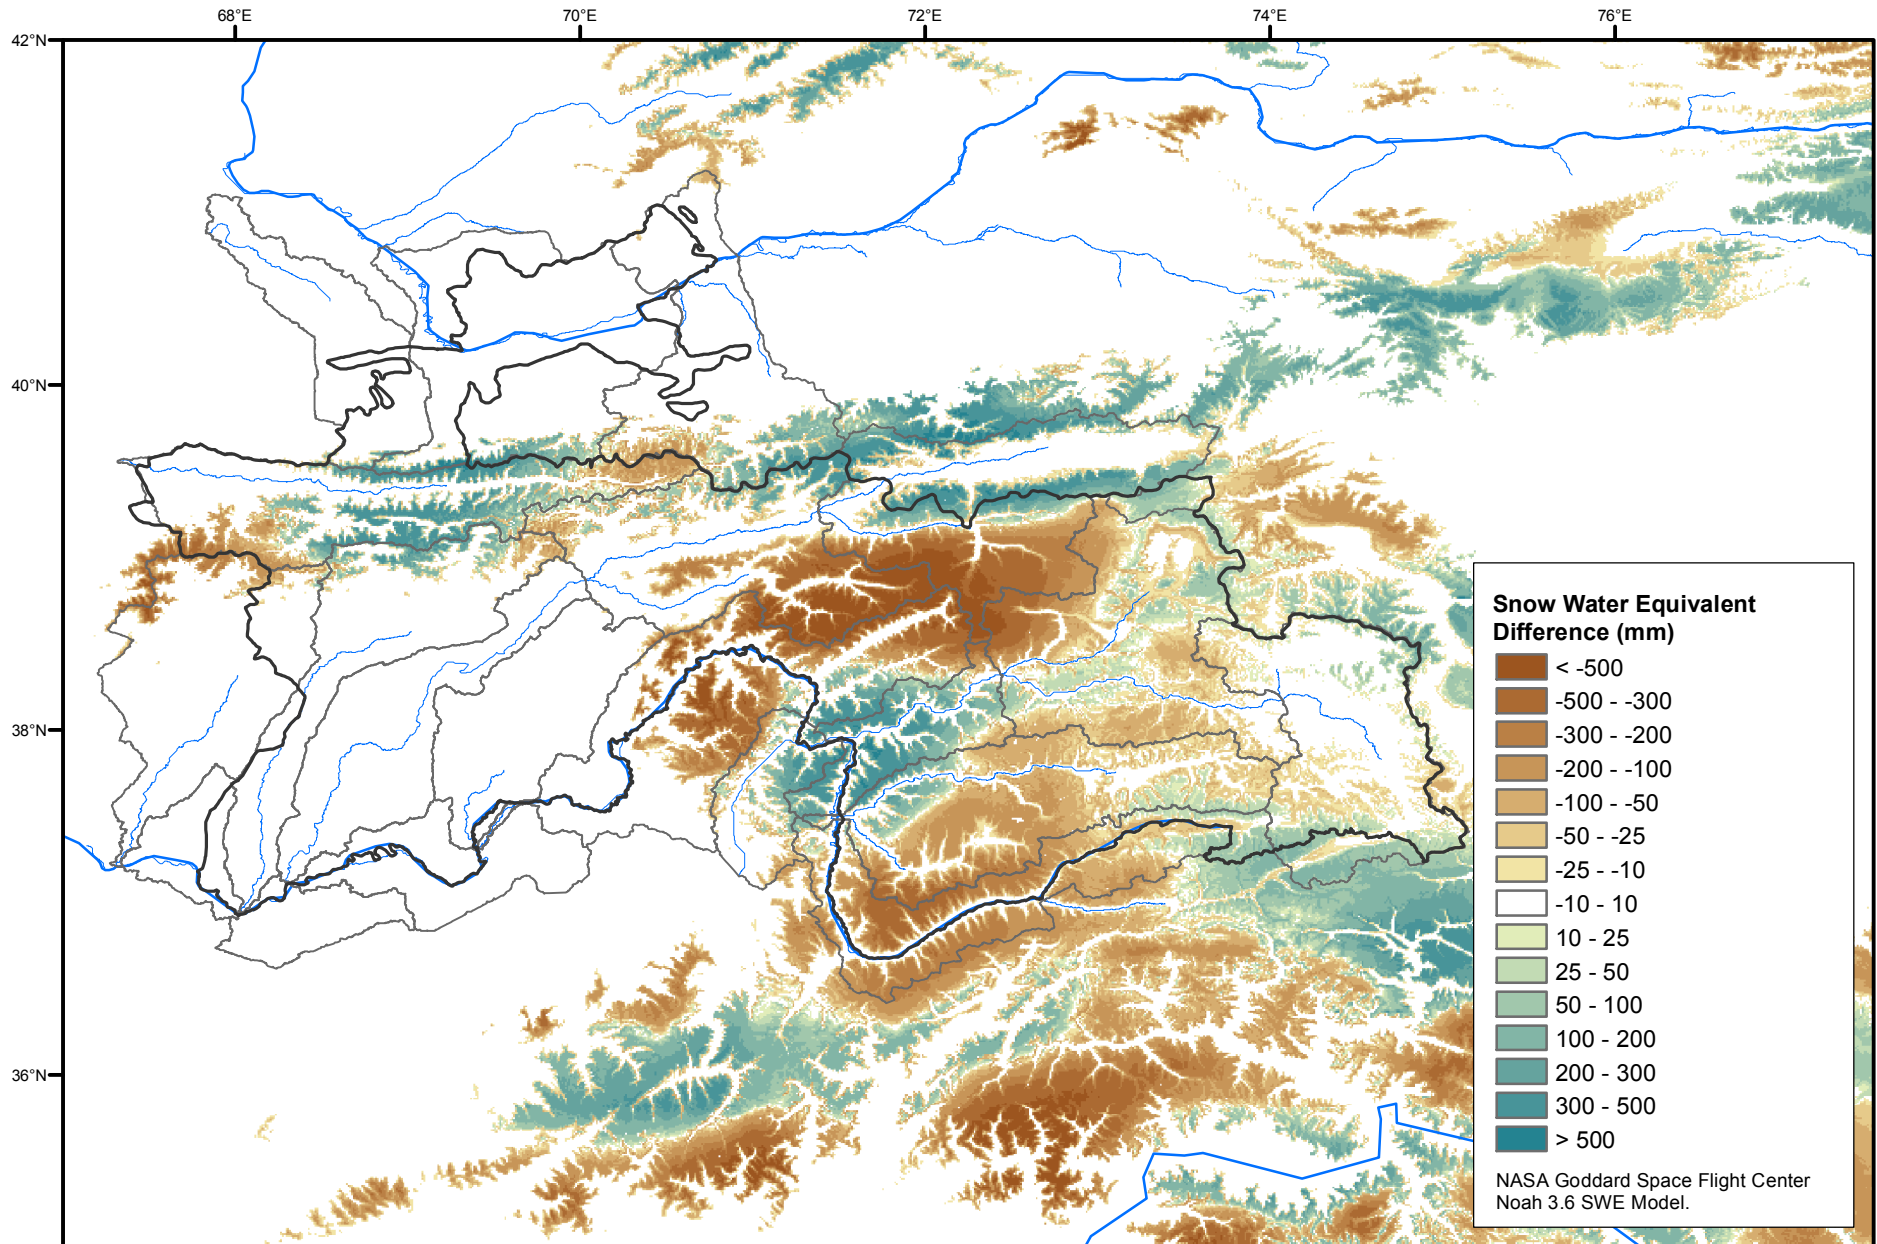 68°E
70°E
72°E
74°E
76°E
42°N
40°N
38°N
36°N
Snow Water Equivalent
Difference (mm)
< -500
-500 - -300
-300 - -200
-200 - -100
-100 - -50
-50 - -25
-25 - -10
-10 - 10
10 - 25
25 - 50
50 - 100
100 - 200
200 - 300
300 - 500
> 500
NASA Goddard Space Flight Center
Noah 3.6 SWE Model.